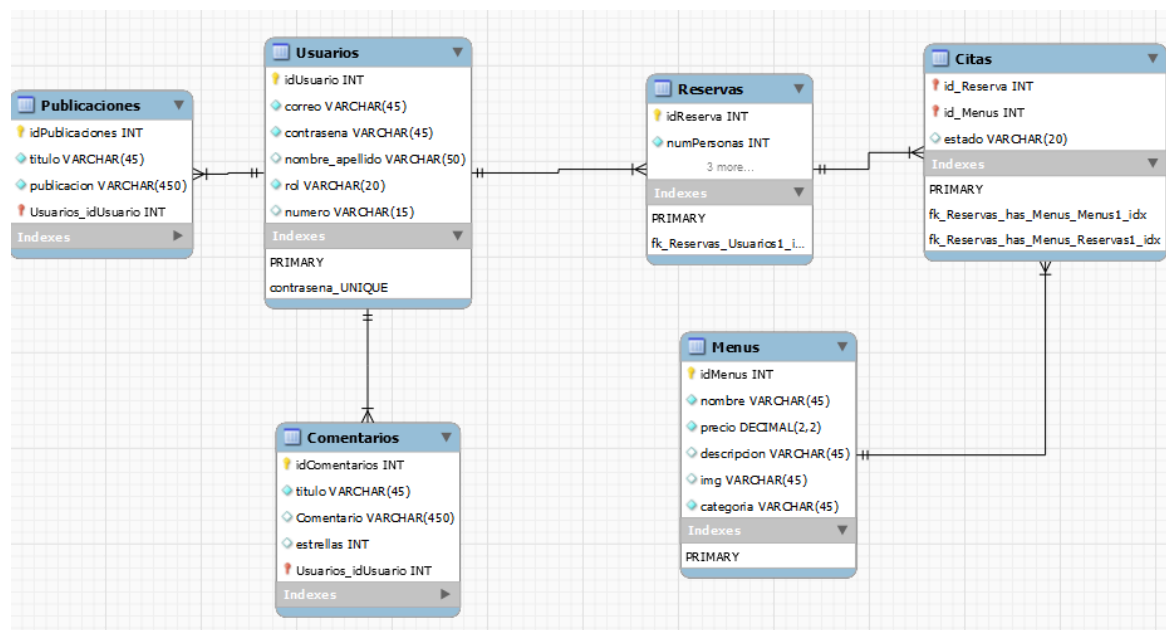 Publicaciones
idPublicaciones INT
titulo VARCHAR(45)
publicacion VARCHAR(450)
Usuarios_idUsuario INT
Indexes
Usuarios
idUsuario INT
correo VARCHAR(45)
contrasena VARCHAR(45)
nombre_apellido VARCHAR(50)
rol VARCHAR(20)
numero VARCHAR(15)
Indexes
PRIMARY
contrasena_UNIQUE
Comentarios
idComentarios INT
titulo VARCHAR(45)
Comentario VARCHAR(450)
estrellas INT
Usuarios_idUsuario INT
Indexes
Reservas
idReserva INT
numPersonas INT
3 more...
Indexes
PRIMARY
fk_Reservas_Usuarios1_i...
Menus
idMenus INT
nombre VARCHAR(45)
precio DECIMAL(2,2)
descripcion VARCHAR(45)
img VARCHAR(45)
categoria VARCHAR(45)
Indexes
PRIMARY
Citas
id_Reserva INT
id_Menus INT
estado VARCHAR(20)
Indexes
PRIMARY
fk_Reservas_has_Menus_Menus1_idx
fk_Reservas_has_Menus_Reservas1_idx